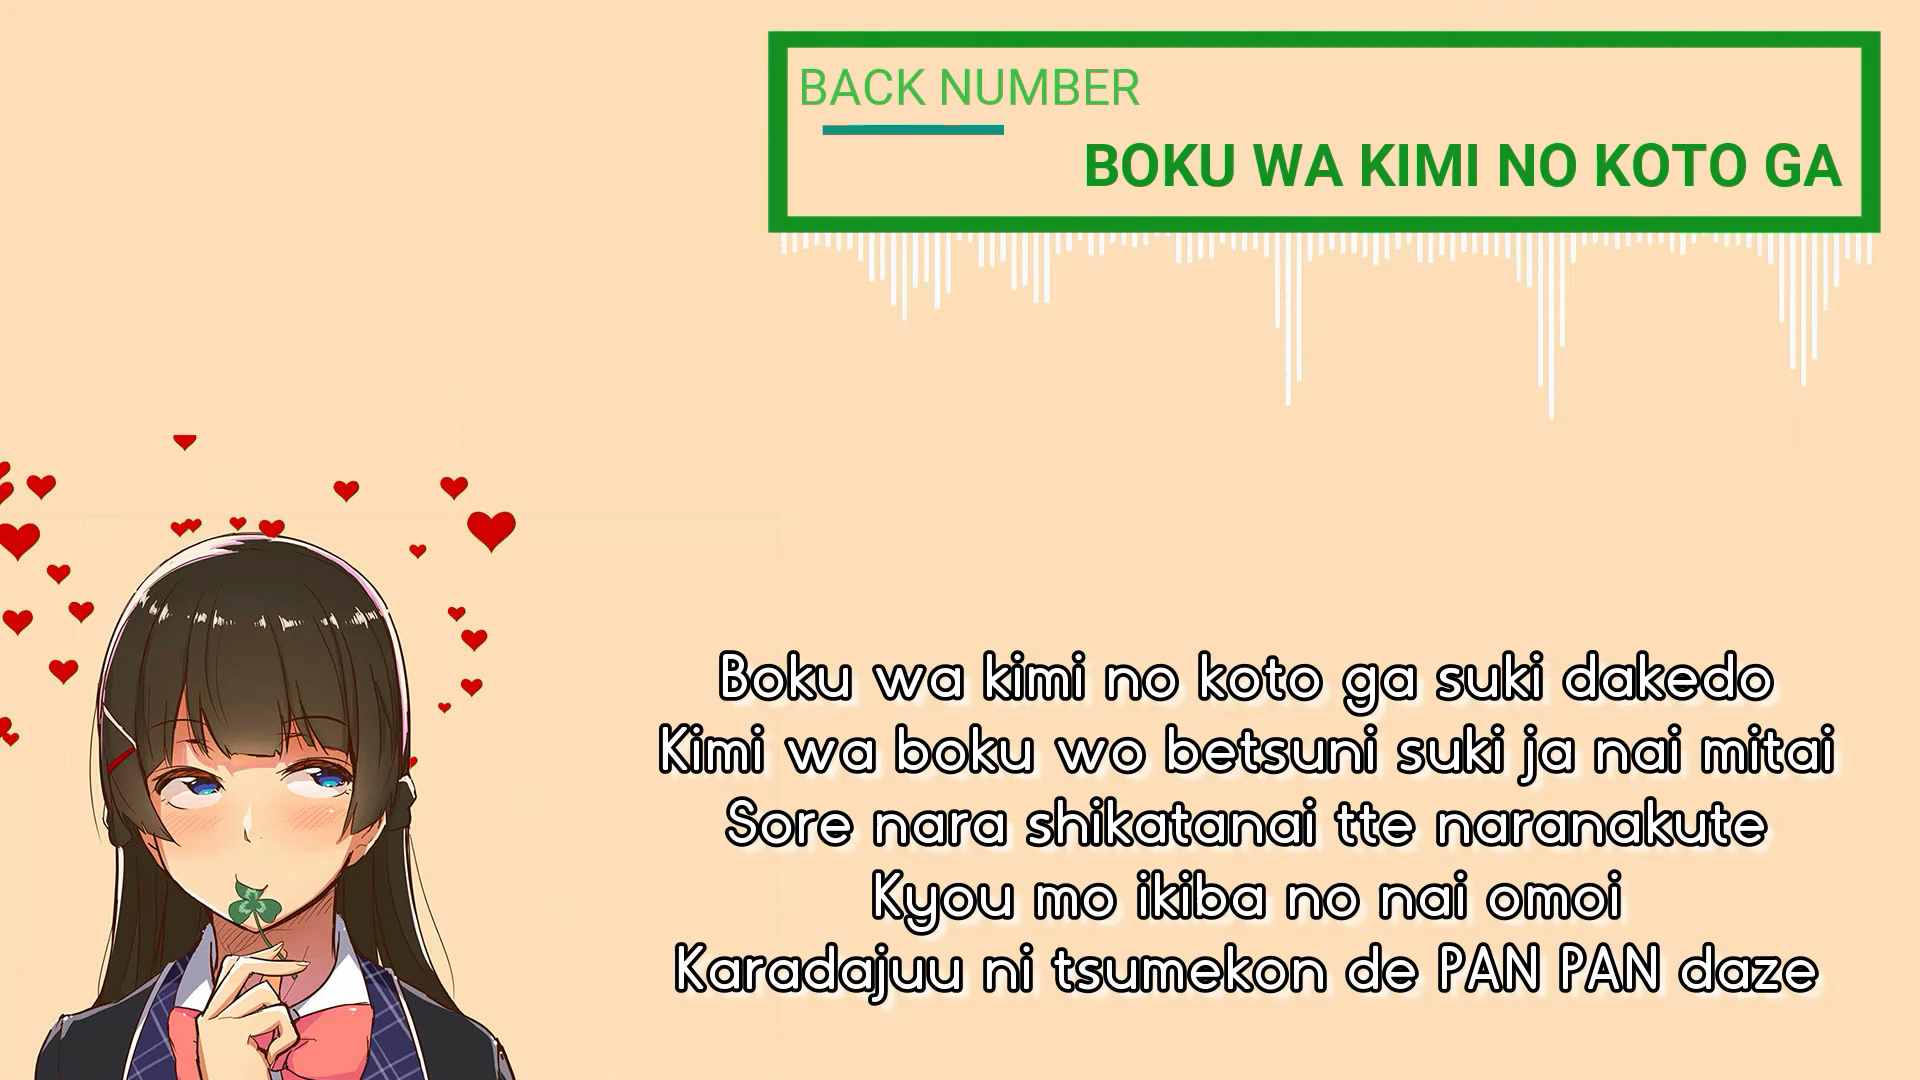 BACK NUMBER
BOKU WA KIMI NO KOTO GA
Boku wa kimi no koto ga suki dakedo
Kimi wa boku wo betsuni suki ja nai mitai
Sore nara shikatanai tte naranakute
Kyou mo ikiba no nai omoi
Karadajuu ni tsumekon de PAN PAN daze